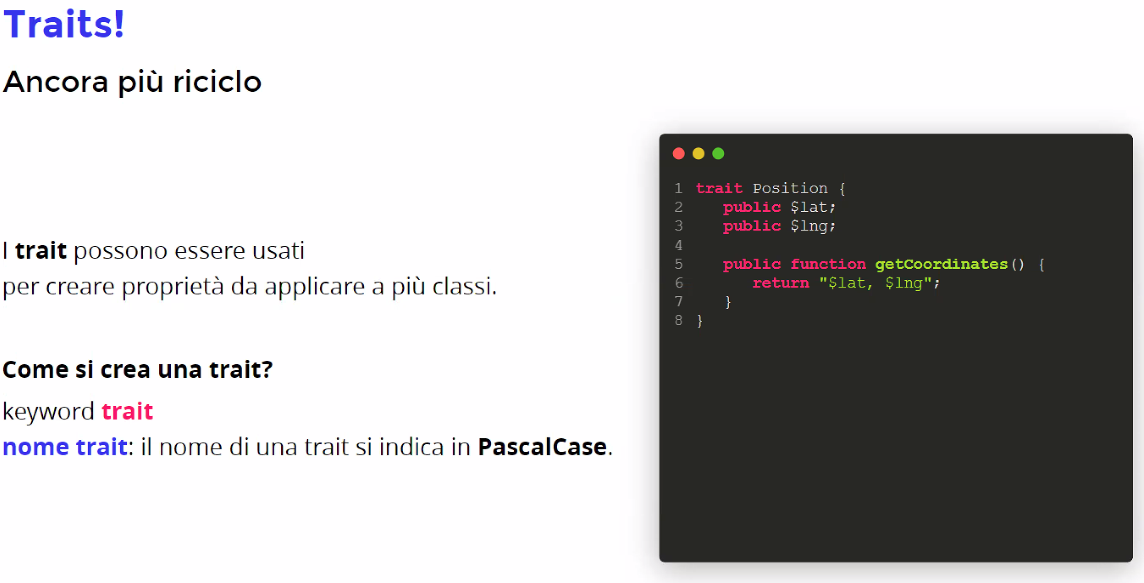 Traits!
Ancora più riciclo
I trait possono essere usati
per creare proprietà da applicare a più classi.
Come si crea una trait?
keyword trait
nome trait: il nome di una trait si indica in PascalCase.
1 trait Position {
2 public $lat;
3 public $lng;
4
5 public function getCoordinates() {
6 return "$lat, $lng";
7 }
8 }